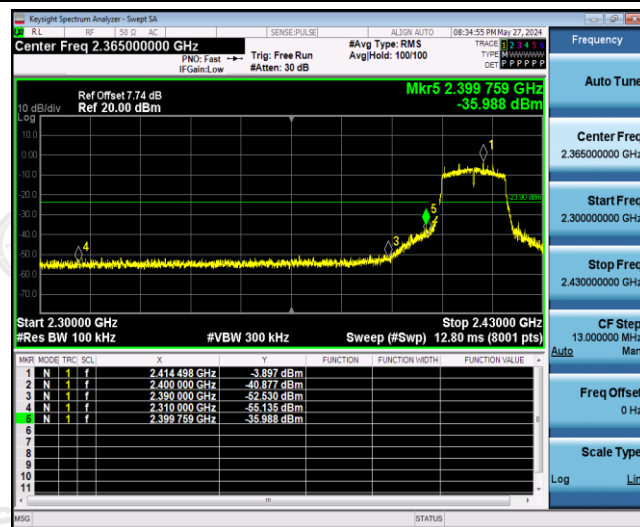 Keysight Spectrum Analyzer - Swept SA
RL RF 50 Ω AC SENSE:PULSE ALIGN AUTO 08:34:55 PM May 27, 2024
Center Freq 2.365000000 GHz
PNO: Fast
IFGain:Low
Trig: Free Run
#Atten: 30 dB
#Avg Type: RMS
Avg|Hold: 100/100
TRACE 1 2 3 4 5 6
TYPE M WWWWW
DET P P P P P P
Ref Offset 7.74 dB
Ref 20.00 dBm
10 dB/div
Log
Mkr5 2.399 759 GHz
-35.988 dBm
10.0
0.00
-10.0
-20.0
-30.0
-40.0
-50.0
-60.0
-70.0
1
5
3
4
-23.90 dBm
Start 2.30000 GHz
#Res BW 100 kHz
#VBW 300 kHz
Stop 2.43000 GHz
Sweep (#Swp) 12.80 ms (8001 pts)
MKR MODE TRC SCL X Y FUNCTION FUNCTION WIDTH FUNCTION VALUE
1 N 1 f 2.414 498 GHz -3.897 dBm
2 N 1 f 2.400 000 GHz -40.877 dBm
3 N 1 f 2.390 000 GHz -52.530 dBm
4 N 1 f 2.310 000 GHz -55.135 dBm
5 N 1 f 2.399 759 GHz -35.988 dBm
6
7
8
9
10
11
MSG STATUS
Frequency
Auto Tune
Center Freq
2.365000000 GHz
Start Freq
2.300000000 GHz
Stop Freq
2.430000000 GHz
CF Step
13.000000 MHz
Auto Man
Freq Offset
0 Hz
Scale Type
Log Lin